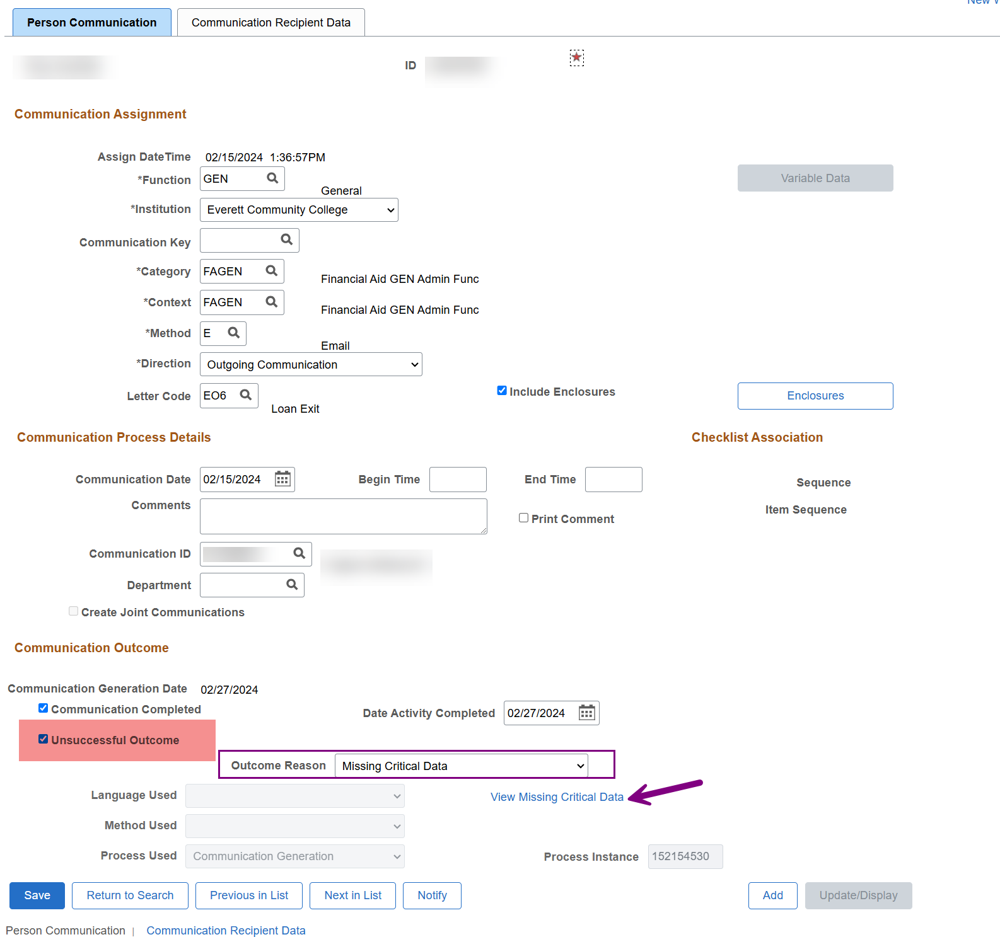 New
Person Communication
Communication Recipient Data
ID
Communication Assignment
Assign DateTime 02/15/2024 1:36:57PM
*Function GEN
General
Variable Data
*Institution Everett Community College
Communication Key
*Category FAGEN
Financial Aid GEN Admin Func
*Context FAGEN
Financial Aid GEN Admin Func
*Method E
Email
*Direction Outgoing Communication
Letter Code EO6
Loan Exit
Include Enclosures
Enclosures
Communication Process Details
Checklist Association
Communication Date 02/15/2024 Begin Time End Time
Sequence
Comments
Print Comment
Item Sequence
Communication ID
Department
Create Joint Communications
Communication Outcome
Communication Generation Date 02/27/2024
Communication Completed
Date Activity Completed 02/27/2024
Unsuccessful Outcome
Outcome Reason Missing Critical Data
Language Used
View Missing Critical Data
Method Used
Process Used Communication Generation
Process Instance 152154530
Save Return to Search Previous in List Next in List Notify Add Update/Display
Person Communication | Communication Recipient Data